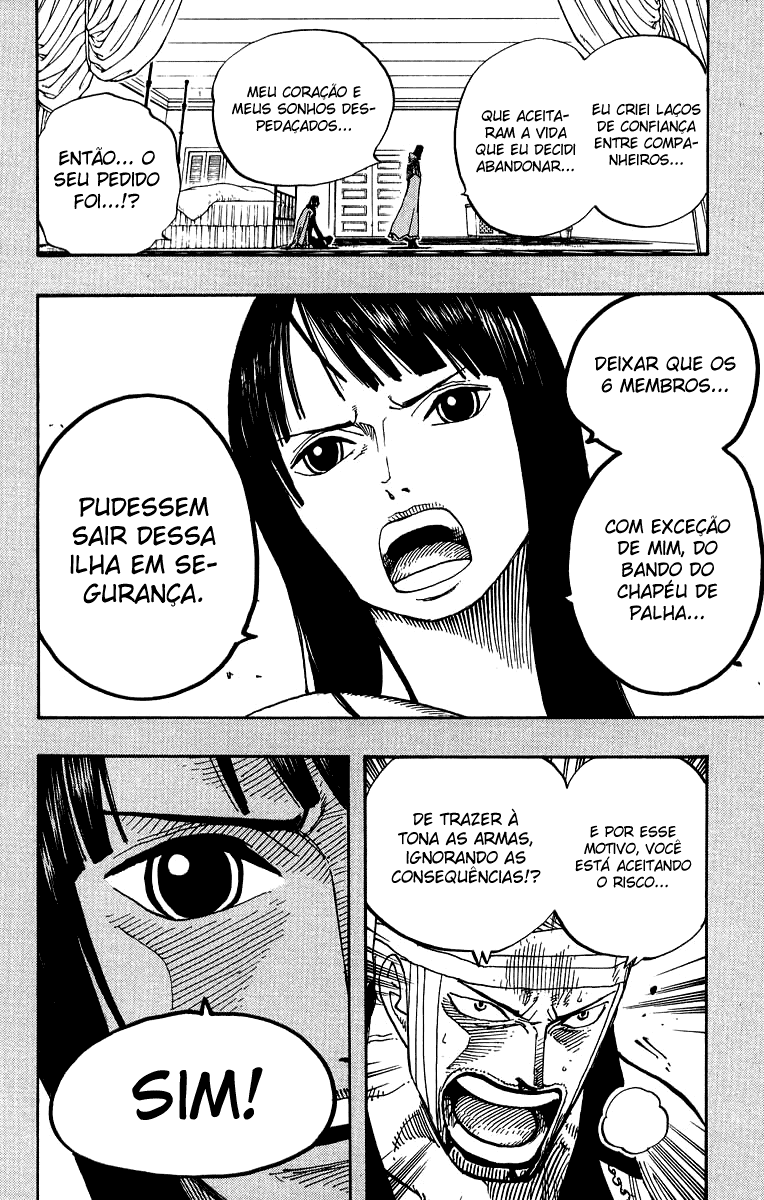 EU CRIEI LAÇOS
DE CONFIANÇA
ENTRE COMPA-
NHEIROS...
QUE ACEITA-
RAM A VIDA
QUE EU DECIDI
ABANDONAR...
MEU CORAÇÃO E
MEUS SONHOS DES-
PEDAÇADOS...
ENTÃO... O
SEU PEDIDO
FOI...!?
DEIXAR QUE OS
6 MEMBROS...
COM EXCEÇÃO
DE MIM, DO
BANDO DO
CHAPÉU DE
PALHA...
PUDESSEM
SAIR DESSA
ILHA EM SE-
GURANÇA.
E POR ESSE
MOTIVO, VOCÊ
ESTÁ ACEITANDO
O RISCO...
DE TRAZER À
TONA AS ARMAS,
IGNORANDO AS
CONSEQUÊNCIAS!?
SIM!